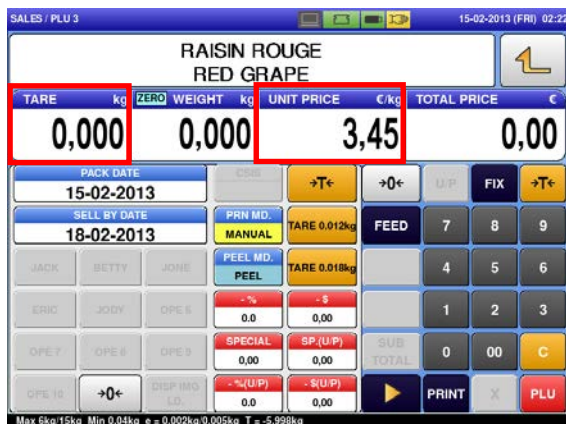 SALES / PLU 3
15-02-2013 (FRI) 02:22
RAISIN ROUGE
RED GRAPE
TARE kg ZERO WEIGHT kg UNIT PRICE €/kg TOTAL PRICE €
0,000 0,000 3,45 0,00
PACK DATE
15-02-2013
→T← →0← U/P FIX →T←
SELL BY DATE
18-02-2013
PRN MD.
MANUAL
TARE 0.012kg FEED 7 8 9
JACK BETTY JONE
PEEL MD.
PEEL
TARE 0.018kg 4 5 6
ERIC JODY OPE 6
- %
0.0
- $
0,00
1 2 3
OPE 7 OPE 8 OPE 9
SPECIAL
0,00
SP.(U/P)
0,00
SUB
TOTAL
0 00 C
OPE 10 →0← DISP IMG
LD.
- %(U/P)
0.0
- $(U/P)
0,00
PRINT X PLU
Max 6kg/15kg Min 0.04kg e = 0.002kg/0.005kg T = -5.998kg